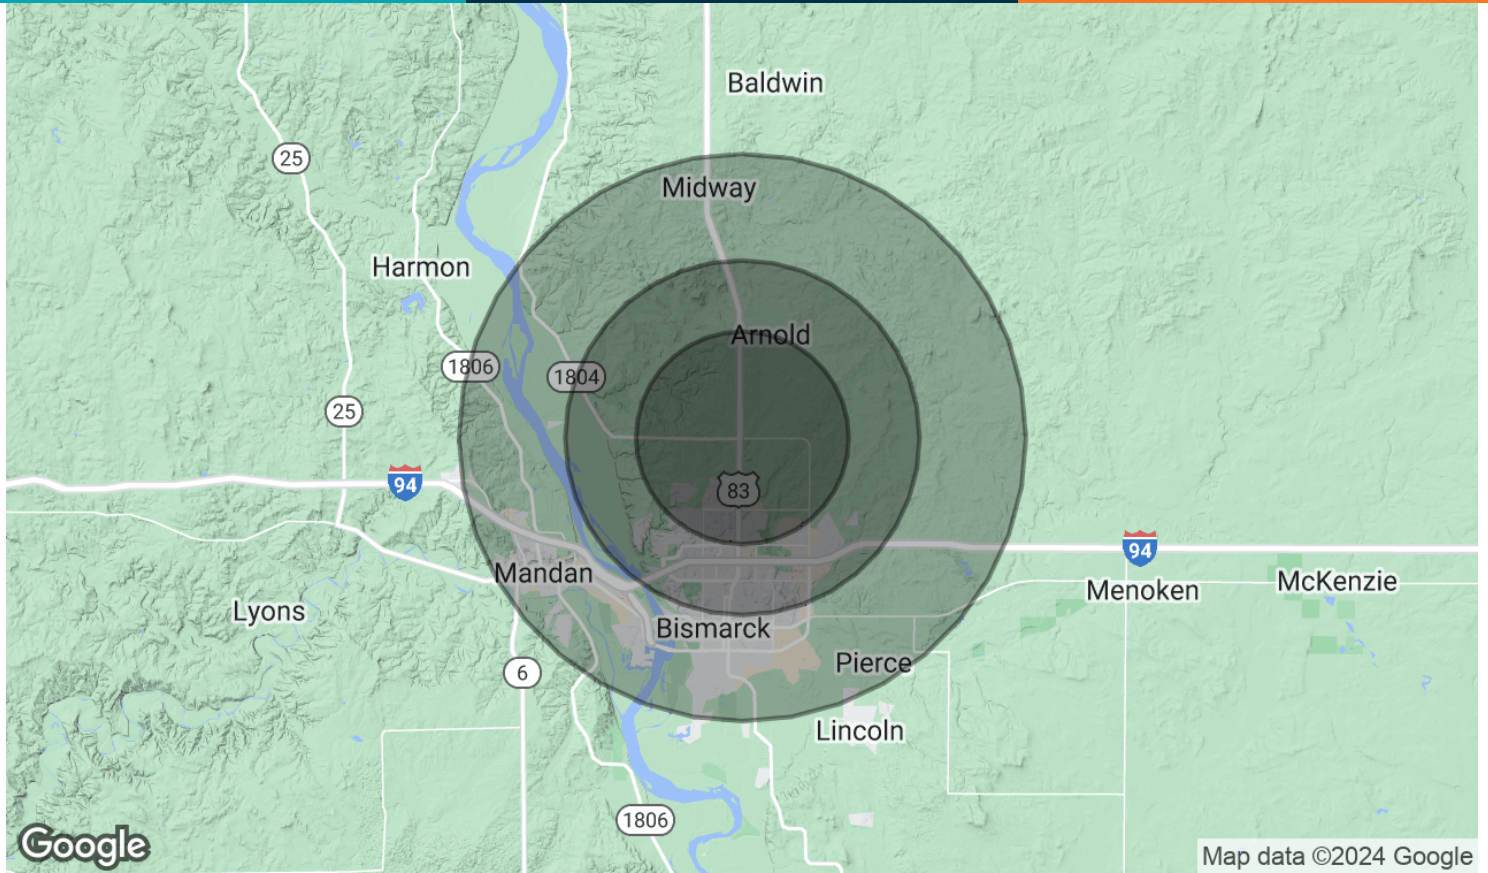 Baldwin
25
Midway
Harmon
Arnold
1806
1804
25
94
83
94
Mandan
Menoken
McKenzie
Lyons
Bismarck
Pierce
6
Lincoln
1806
Google
Map data ©2024 Google